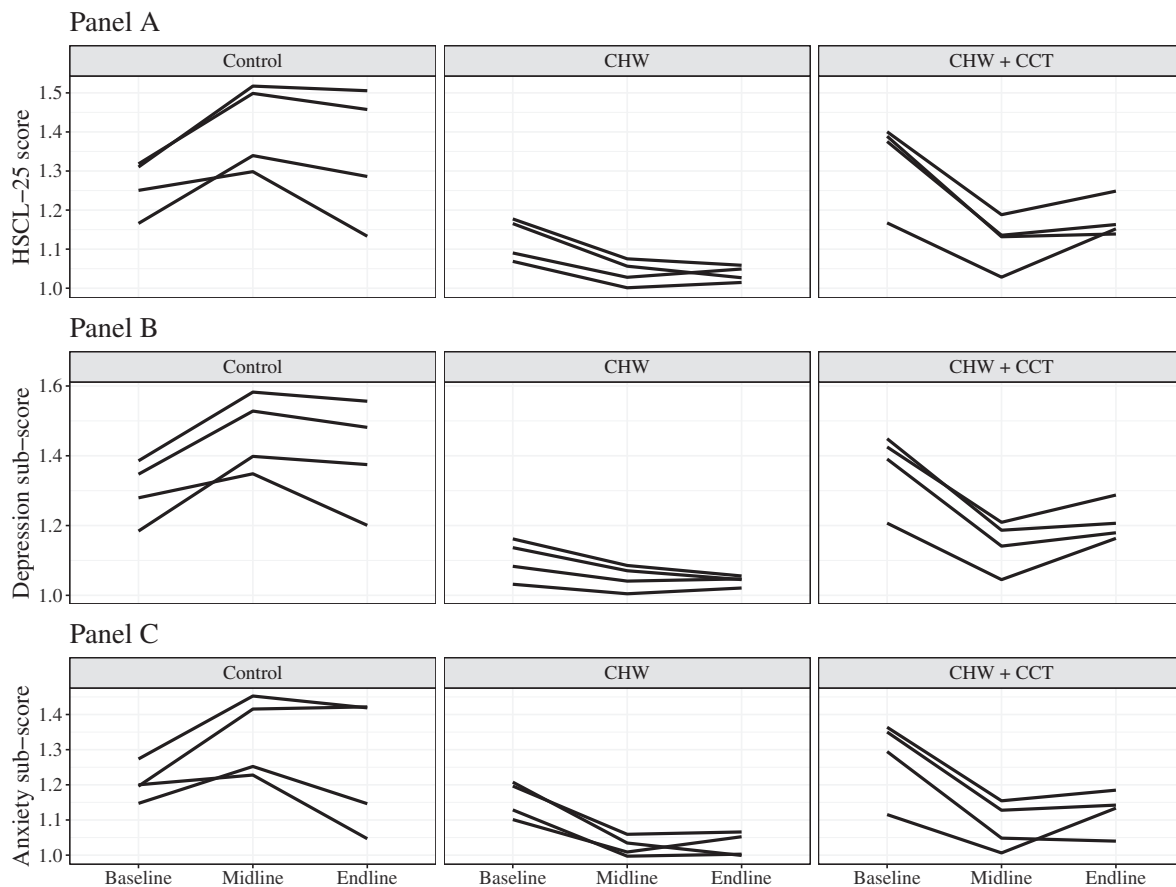 Panel A
Control CHW CHW + CCT
HSCL−25 score
1.5
1.4
1.3
1.2
1.1
1.0
Panel B
Control CHW CHW + CCT
Depression sub−score
1.6
1.4
1.2
1.0
Panel C
Control CHW CHW + CCT
Anxiety sub−score
1.4
1.3
1.2
1.1
1.0
Baseline Midline Endline Baseline Midline Endline Baseline Midline Endline